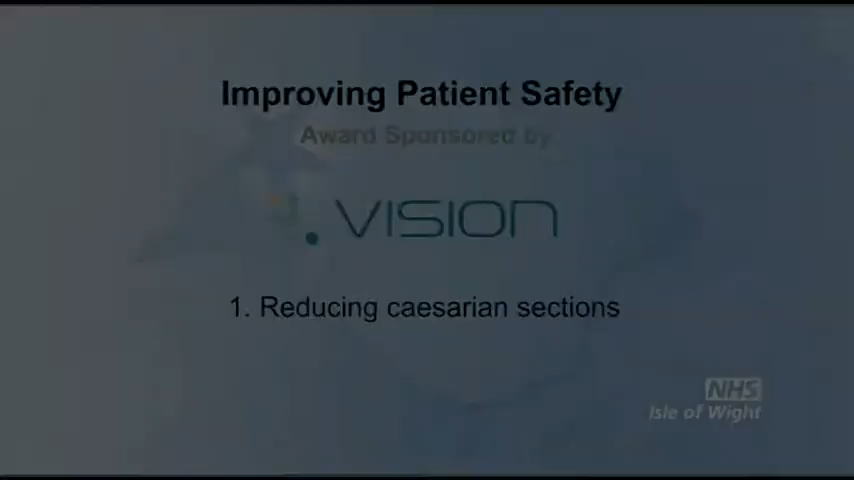 Improving Patient Safety
Award Sponsored by
VISION
1. Reducing caesarian sections
NHS
Isle of Wight